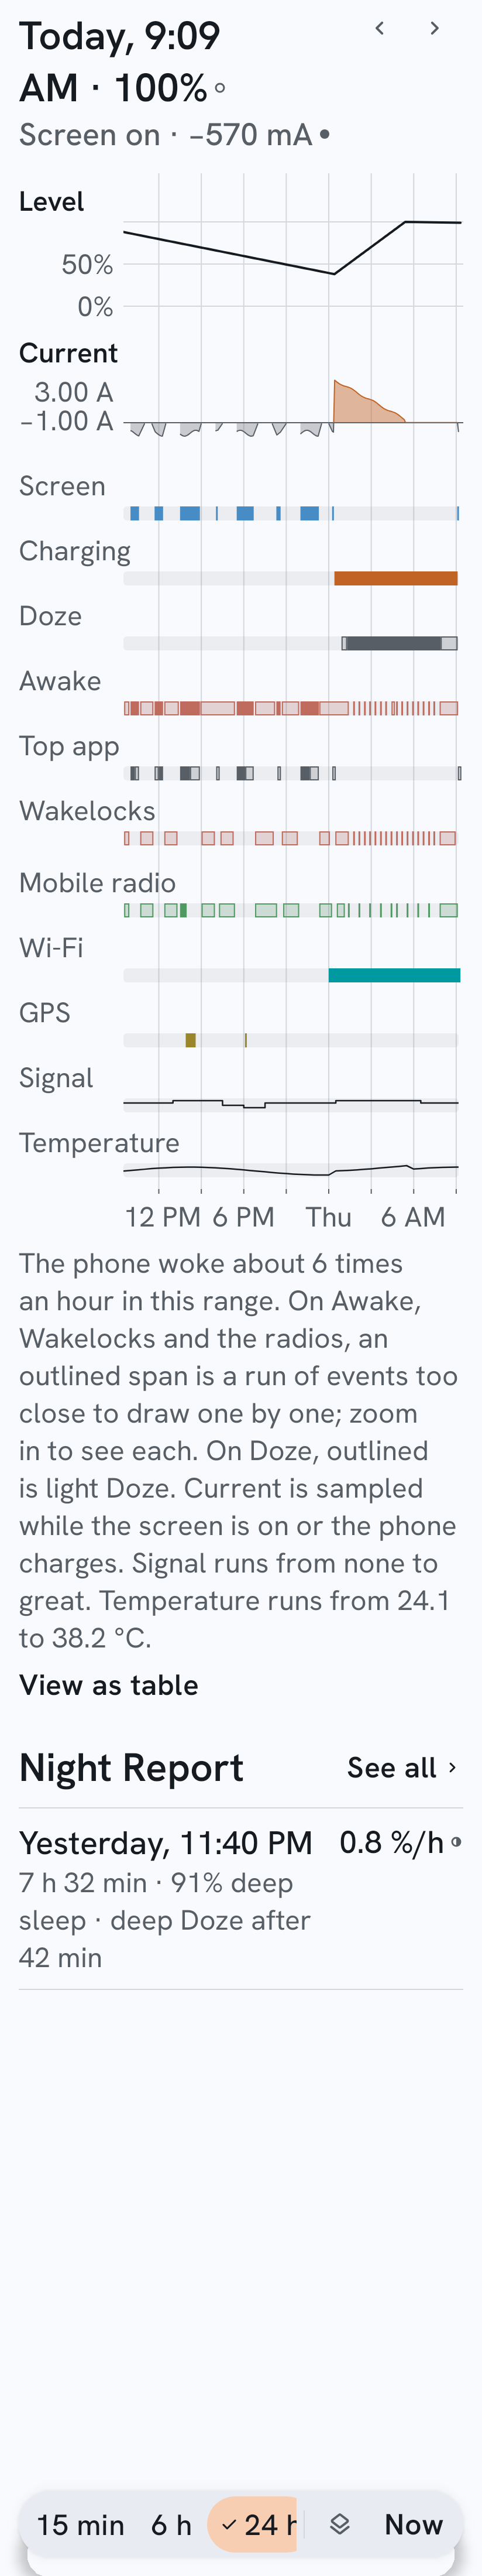 Today, 9:09
AM · 100%
Screen on · −570 mA
Level
50%
0%
Current
3.00 A
−1.00 A
Screen
Charging
Doze
Awake
Top app
Wakelocks
Mobile radio
Wi-Fi
GPS
Signal
Temperature
12 PM 6 PM Thu 6 AM
The phone woke about 6 times
an hour in this range. On Awake,
Wakelocks and the radios, an
outlined span is a run of events too
close to draw one by one; zoom
in to see each. On Doze, outlined
is light Doze. Current is sampled
while the screen is on or the phone
charges. Signal runs from none to
great. Temperature runs from 24.1
to 38.2 °C.
View as table
Night Report See all
Yesterday, 11:40 PM 0.8 %/h
7 h 32 min · 91% deep
sleep · deep Doze after
42 min
15 min 6 h 24 h Now